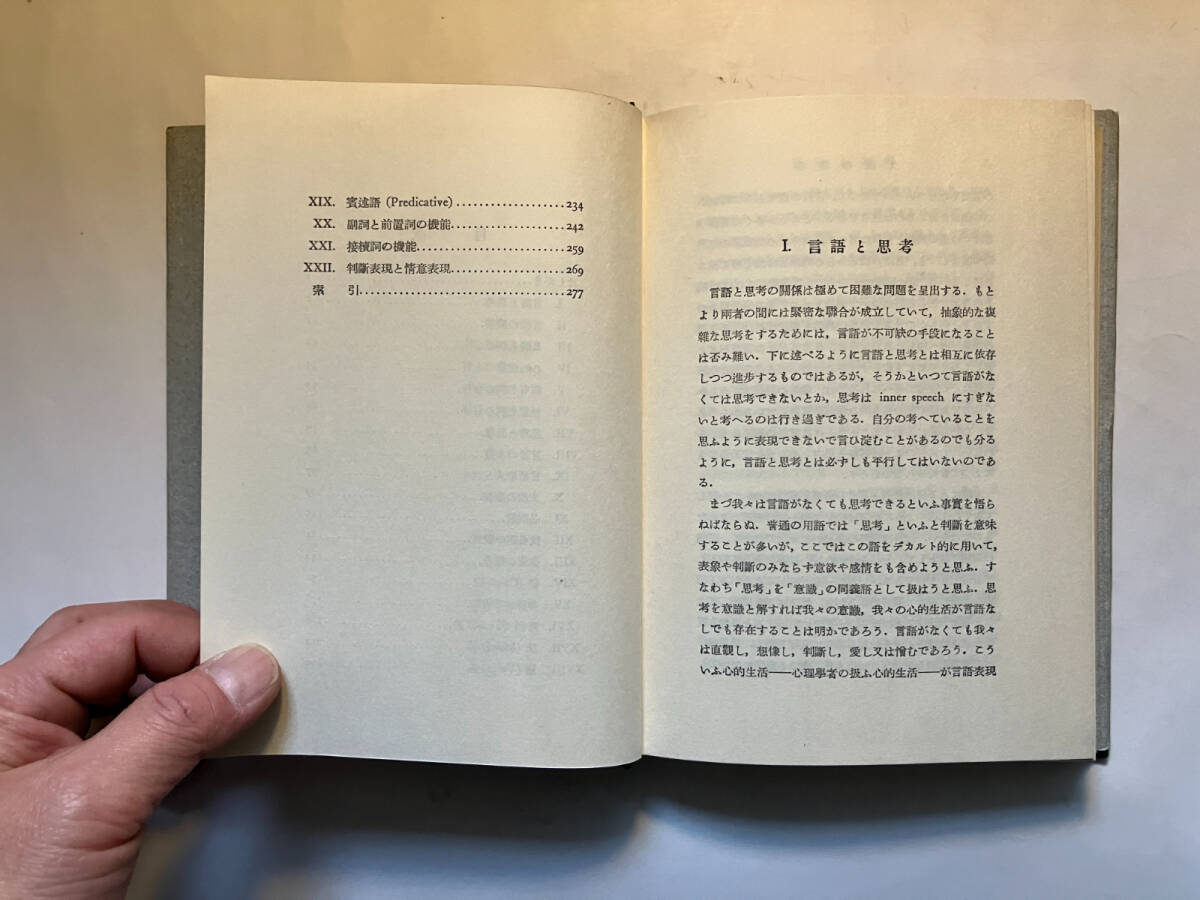 XIX. 賓述語 (Predicative)...................234
XX. 副詞と前置詞の機能....................242
XXI. 接續詞の機能.........................259
XXII. 判斷表現と情意表現....................269
索 引...................................277
I. 言語と思考
言語と思考の關係は極めて困難な問題を呈出する. もと
より兩者の間には緊密な聯合が成立していて, 抽象的な複
雜な思考をするためには, 言語が不可缺の手段になること
は否み難い. 下に述べるように言語と思考とは相互に依存
しつつ進步するものではあるが, そうかといつて言語がな
くては思考できないとか, 思考は inner speech にすぎな
いと考へるのは行き過ぎである. 自分の考へていることを
思ふように表現できないで言ひ淀むことがあるのでも分る
ように, 言語と思考とは必ずしも平行してはいないのであ
る.
まづ我々は言語がなくても思考できるといふ事實を悟ら
ねばならぬ. 普通の用語では「思考」といふと判斷を意味
することが多いが, ここではこの語をデカルト的に用いて,
表象や判斷のみならず意欲や感情をも含めようと思ふ. す
なわち「思考」を「意識」の同義語として扱はうと思ふ. 思
考を意識と解すれば我々の意識, 我々の心的生活が言語な
しでも存在することは明かであろう. 言語がなくても我々
は直觀し, 想像し, 判斷し, 愛し又は憎むであろう. こう
いふ心的生活——心理學者の扱ふ心的生活——が言語表現